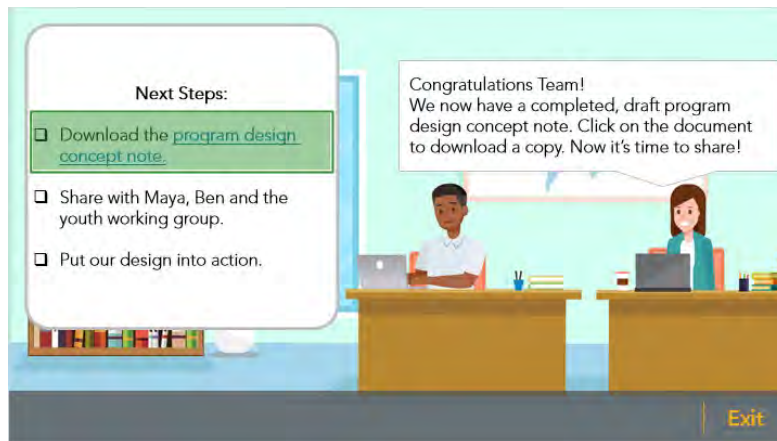 Next Steps:
❑ Download the program design
concept note.
❑ Share with Maya, Ben and the
youth working group.
❑ Put our design into action.
Congratulations Team!
We now have a completed, draft program
design concept note. Click on the document
to download a copy. Now it's time to share!
Exit